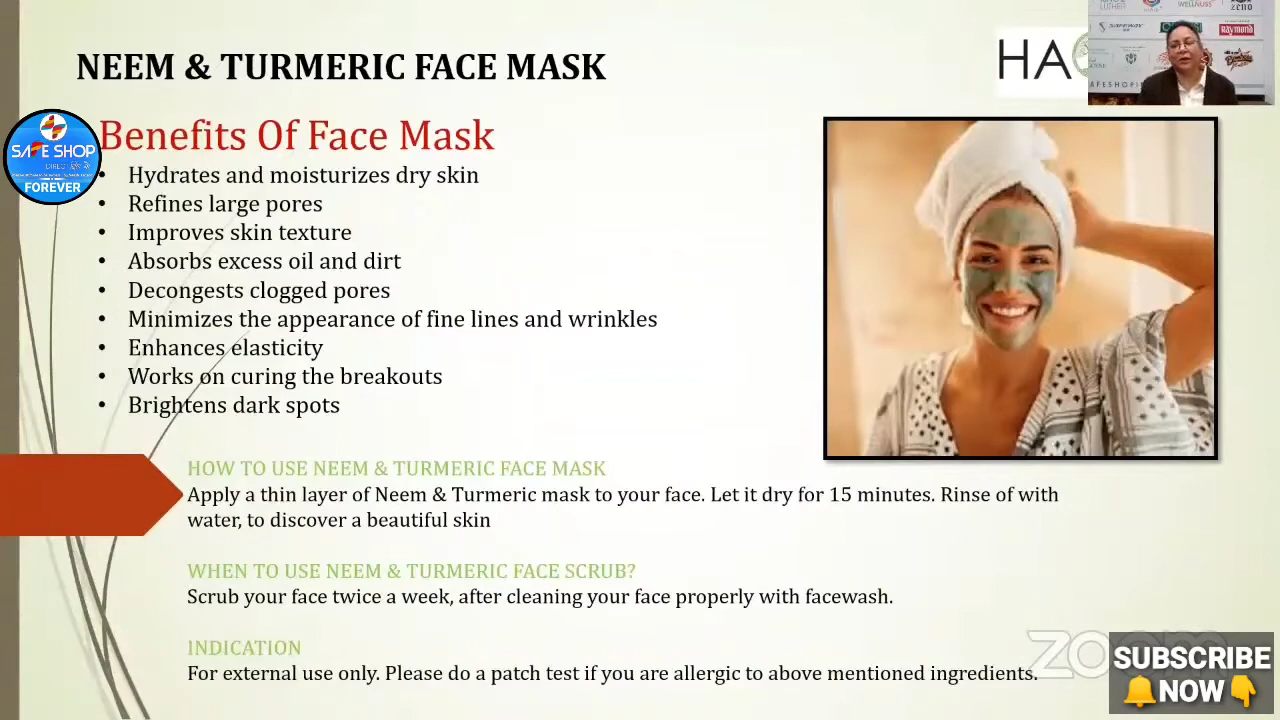 NEEM & TURMERIC FACE MASK
HA
Raymond
SAFE SHOP
FOREVER
Benefits Of Face Mask
• Hydrates and moisturizes dry skin
• Refines large pores
• Improves skin texture
• Absorbs excess oil and dirt
• Decongests clogged pores
• Minimizes the appearance of fine lines and wrinkles
• Enhances elasticity
• Works on curing the breakouts
• Brightens dark spots
HOW TO USE NEEM & TURMERIC FACE MASK
Apply a thin layer of Neem & Turmeric mask to your face. Let it dry for 15 minutes. Rinse of with
water, to discover a beautiful skin
WHEN TO USE NEEM & TURMERIC FACE SCRUB?
Scrub your face twice a week, after cleaning your face properly with facewash.
INDICATION
For external use only. Please do a patch test if you are allergic to above mentioned ingredients.
zoom
SUBSCRIBE
🔔NOW👇